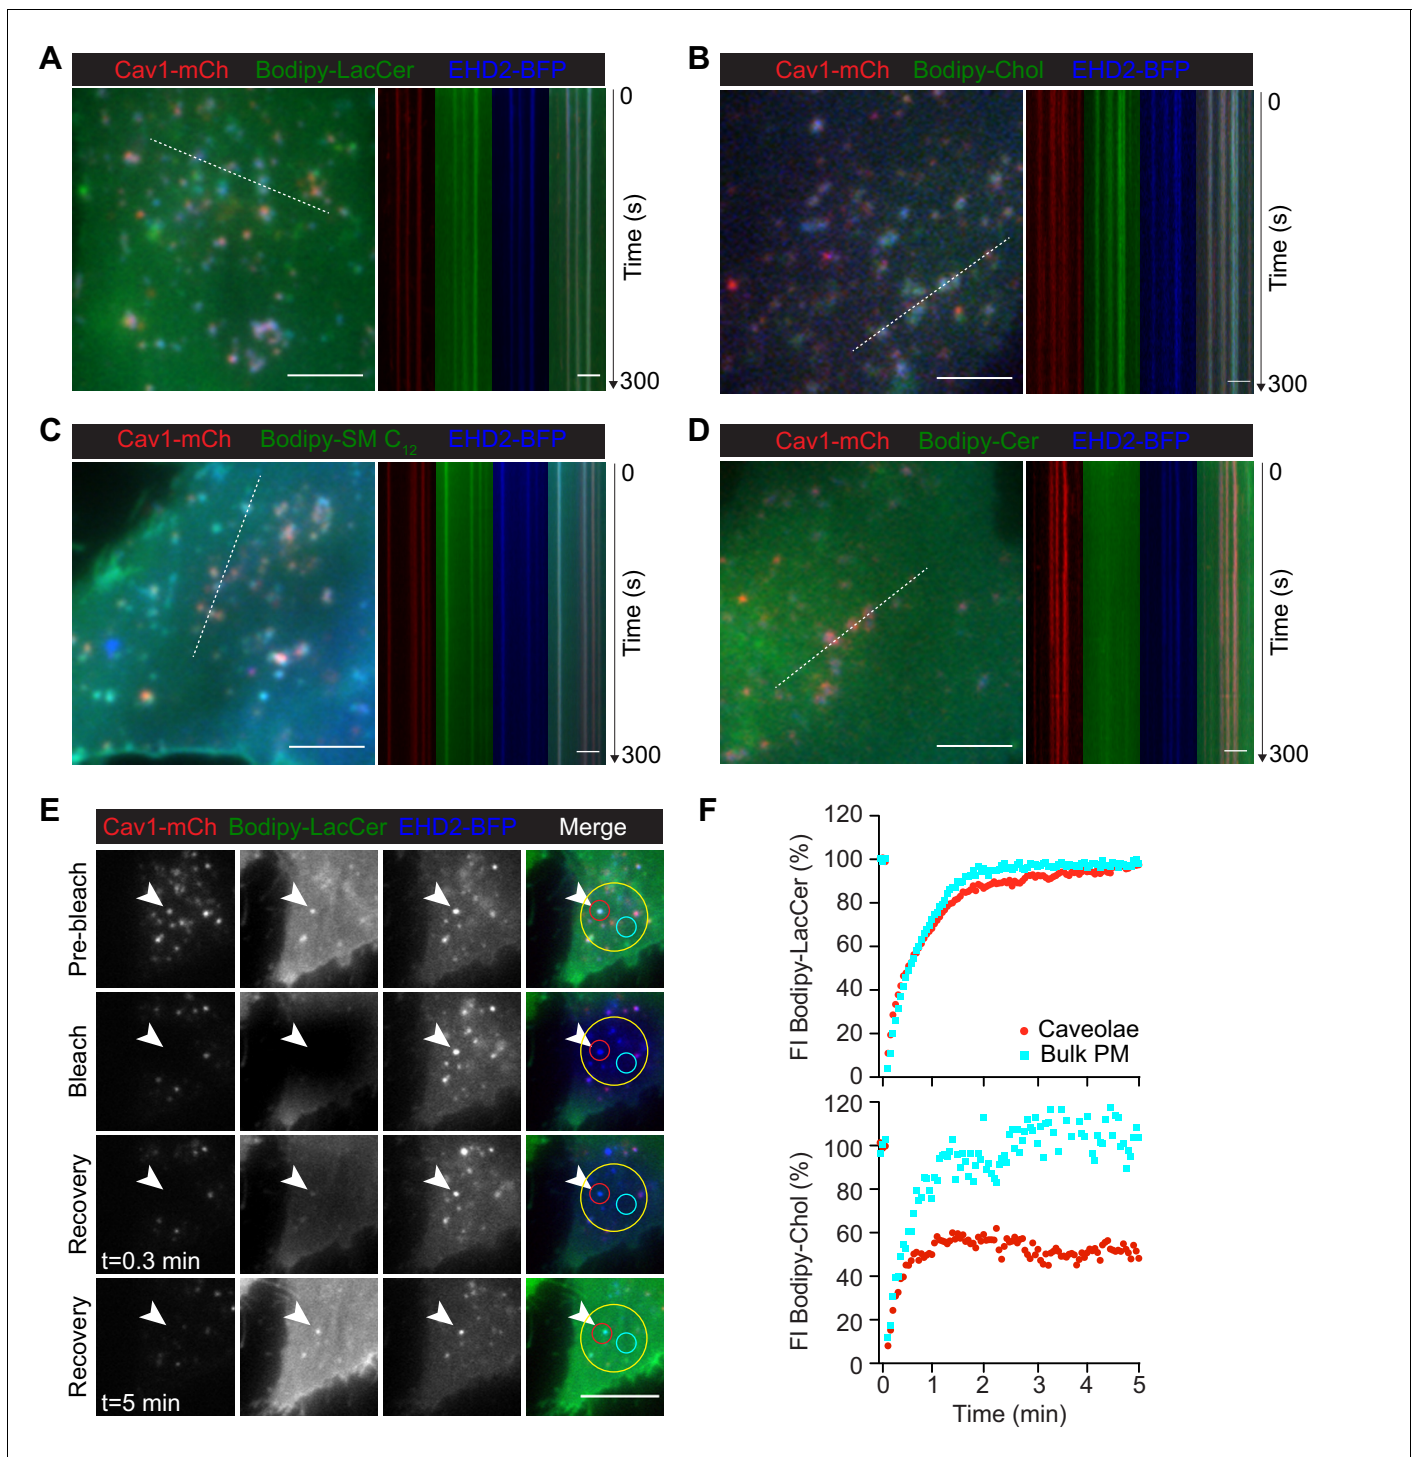 A
Cav1-mCh Bodipy-LacCer EHD2-BFP
0
Time (s)
300
B
Cav1-mCh Bodipy-Chol EHD2-BFP
0
Time (s)
300
C
Cav1-mCh Bodipy-SM C₁₂ EHD2-BFP
0
Time (s)
300
D
Cav1-mCh Bodipy-Cer EHD2-BFP
0
Time (s)
300
E
Cav1-mCh Bodipy-LacCer EHD2-BFP Merge
Pre-bleach
Bleach
Recovery
t=0.3 min
Recovery
t=5 min
F
FI Bodipy-LacCer (%)
120
100
80
60
40
20
0
Caveolae
Bulk PM
FI Bodipy-Chol (%)
120
100
80
60
40
20
0
0 1 2 3 4 5
Time (min)